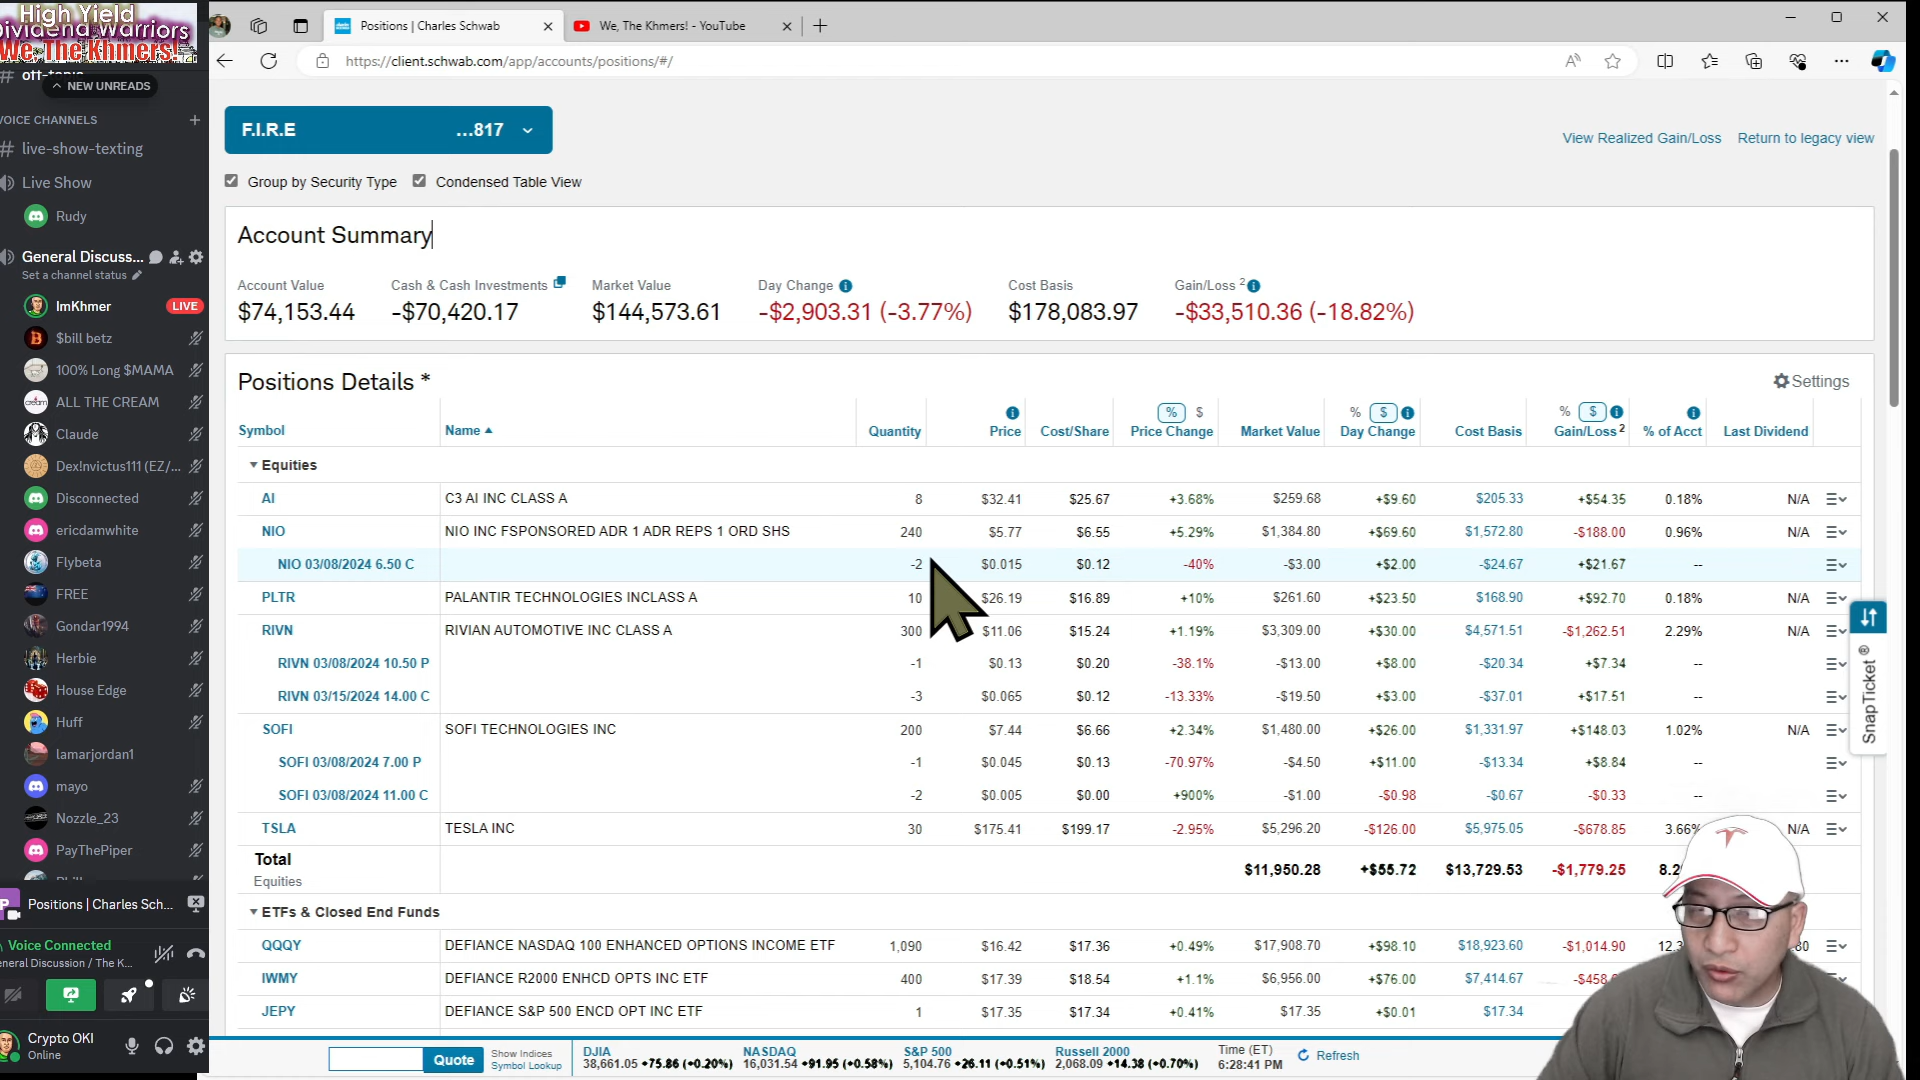 High Yield
Dividend Warriors
We The Khmers!
# off-topic
NEW UNREADS
VOICE CHANNELS
# live-show-texting
Live Show
Rudy
General Discuss...
Set a channel status
ImKhmer LIVE
$bill betz
100% Long $MAMA
ALL THE CREAM
Claude
Dex!nvictus111 (EZ/...
Disconnected
ericdamwhite
Flybeta
FREE
Gondar1994
Herbie
House Edge
Huff
lamarjordan1
mayo
Nozzle_23
PayThePiper
Positions | Charles Sch...
Voice Connected
eneral Discussion / The K...
Crypto OKI
Online
Positions | Charles Schwab
We, The Khmers! - YouTube
https://client.schwab.com/app/accounts/positions/#/
F.I.R.E ...817
View Realized Gain/Loss Return to legacy view
Group by Security Type Condensed Table View
Account Summary
Account Value Cash & Cash Investments Market Value Day Change Cost Basis Gain/Loss 2
$74,153.44 -$70,420.17 $144,573.61 -$2,903.31 (-3.77%) $178,083.97 -$33,510.36 (-18.82%)
Positions Details * Settings
% $ % $ % $
Symbol Name Quantity Price Cost/Share Price Change Market Value Day Change Cost Basis Gain/Loss 2 % of Acct Last Dividend
Equities
AI C3 AI INC CLASS A 8 $32.41 $25.67 +3.68% $259.68 +$9.60 $205.33 +$54.35 0.18% N/A
NIO NIO INC FSPONSORED ADR 1 ADR REPS 1 ORD SHS 240 $5.77 $6.55 +5.29% $1,384.80 +$69.60 $1,572.80 -$188.00 0.96% N/A
NIO 03/08/2024 6.50 C -2 $0.015 $0.12 -40% -$3.00 +$2.00 -$24.67 +$21.67 --
PLTR PALANTIR TECHNOLOGIES INCLASS A 10 $26.19 $16.89 +10% $261.60 +$23.50 $168.90 +$92.70 0.18% N/A
RIVN RIVIAN AUTOMOTIVE INC CLASS A 300 $11.06 $15.24 +1.19% $3,309.00 +$30.00 $4,571.51 -$1,262.51 2.29% N/A
RIVN 03/08/2024 10.50 P -1 $0.13 $0.20 -38.1% -$13.00 +$8.00 -$20.34 +$7.34 --
RIVN 03/15/2024 14.00 C -3 $0.065 $0.12 -13.33% -$19.50 +$3.00 -$37.01 +$17.51 --
SOFI SOFI TECHNOLOGIES INC 200 $7.44 $6.66 +2.34% $1,480.00 +$26.00 $1,331.97 +$148.03 1.02% N/A
SOFI 03/08/2024 7.00 P -1 $0.045 $0.13 -70.97% -$4.50 +$11.00 -$13.34 +$8.84 --
SOFI 03/08/2024 11.00 C -2 $0.005 $0.00 +900% -$1.00 -$0.98 -$0.67 -$0.33 --
TSLA TESLA INC 30 $175.41 $199.17 -2.95% $5,296.20 -$126.00 $5,975.05 -$678.85 3.66% N/A
Total $11,950.28 +$55.72 $13,729.53 -$1,779.25
Equities
ETFs & Closed End Funds
QQQY DEFIANCE NASDAQ 100 ENHANCED OPTIONS INCOME ETF 1,090 $16.42 $17.36 +0.49% $17,908.70 +$98.10 $18,923.60 -$1,014.90
IWMY DEFIANCE R2000 ENHCD OPTS INC ETF 400 $17.39 $18.54 +1.1% $6,956.00 +$76.00 $7,414.67
JEPY DEFIANCE S&P 500 ENCD OPT INC ETF 1 $17.35 $17.34 +0.41% $17.35 +$0.01 $17.34
SnapTicket ®
Quote
Show Indices
Symbol Lookup
DJIA
38,661.05 +75.86 (+0.20%)
NASDAQ
16,031.54 +91.95 (+0.58%)
S&P 500
5,104.76 +26.11 (+0.51%)
Russell 2000
2,068.09 +14.38 (+0.70%)
Time (ET)
6:28:41 PM
Refresh